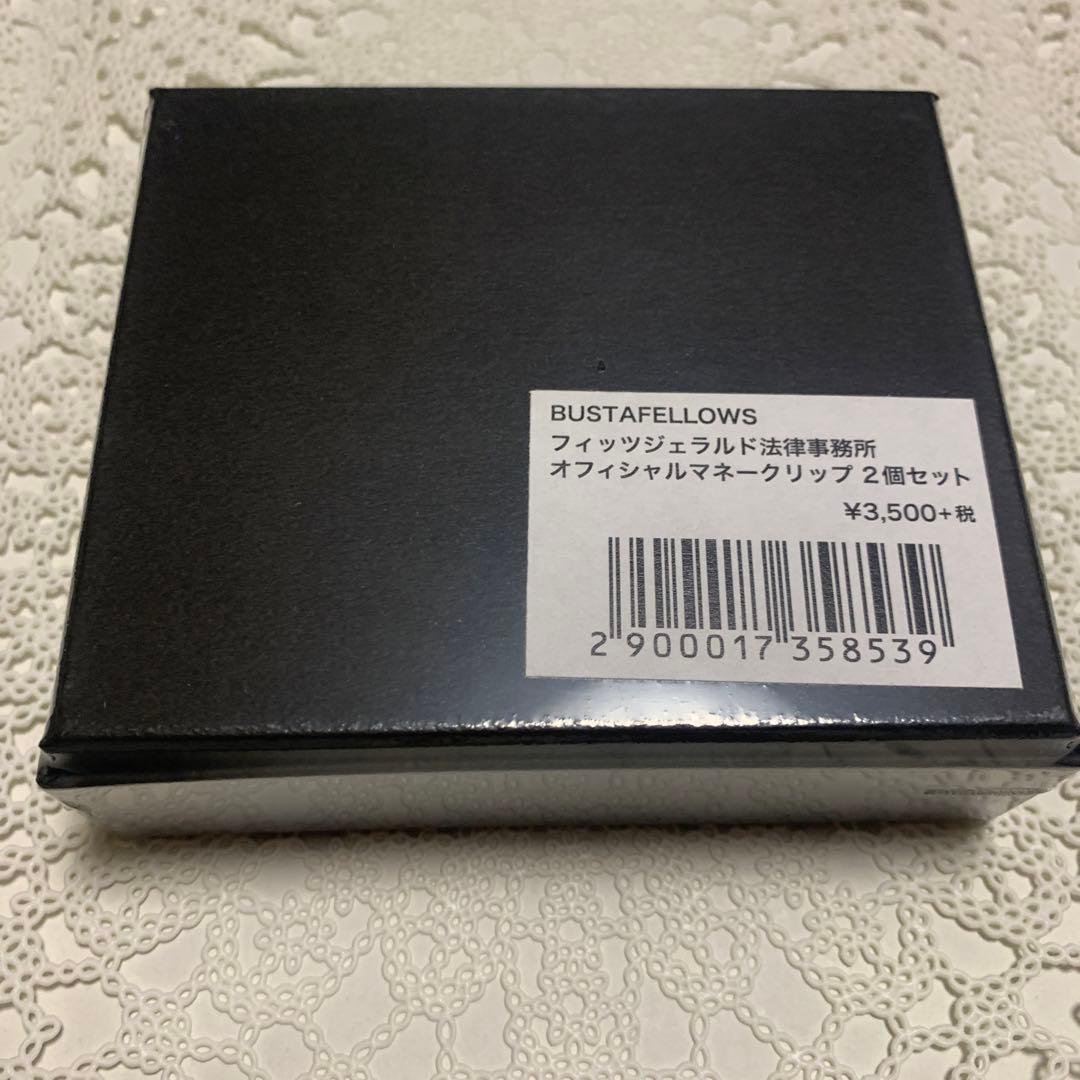 BUSTAFELLOWS
フィッツジェラルド法律事務所
オフィシャルマネークリップ 2個セット
¥3,500+税
2 900017 358539